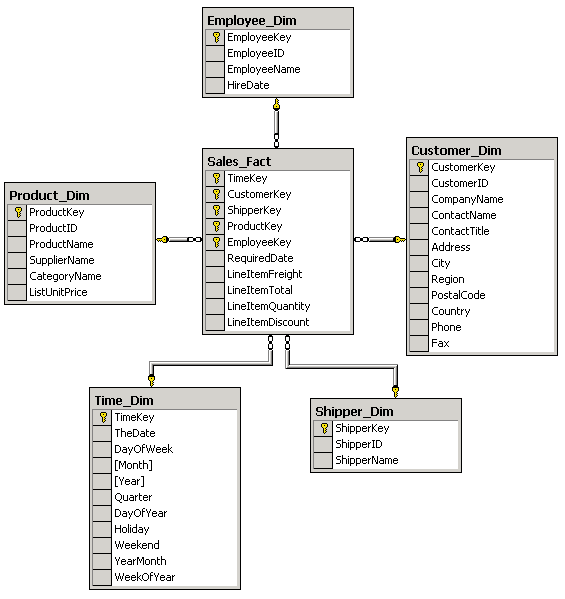 Employee_Dim
EmployeeKey
EmployeeID
EmployeeName
HireDate
Sales_Fact
TimeKey
CustomerKey
ShipperKey
ProductKey
EmployeeKey
RequiredDate
LineItemFreight
LineItemTotal
LineItemQuantity
LineItemDiscount
Customer_Dim
CustomerKey
CustomerID
CompanyName
ContactName
ContactTitle
Address
City
Region
PostalCode
Country
Phone
Fax
Product_Dim
ProductKey
ProductID
ProductName
SupplierName
CategoryName
ListUnitPrice
Time_Dim
TimeKey
TheDate
DayOfWeek
[Month]
[Year]
Quarter
DayOfYear
Holiday
Weekend
YearMonth
WeekOfYear
Shipper_Dim
ShipperKey
ShipperID
ShipperName